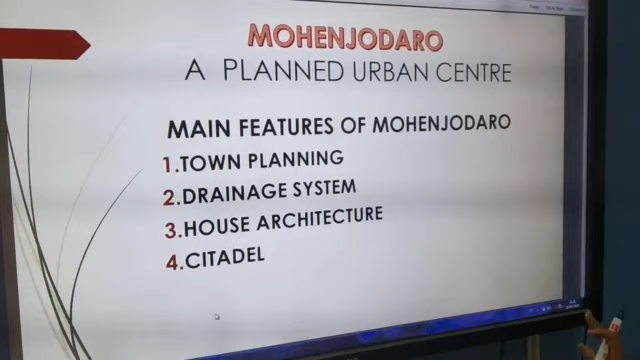 MOHENJODARO
A PLANNED URBAN CENTRE
MAIN FEATURES OF MOHENJODARO
1.TOWN PLANNING
2.DRAINAGE SYSTEM
3.HOUSE ARCHITECTURE
4.CITADEL